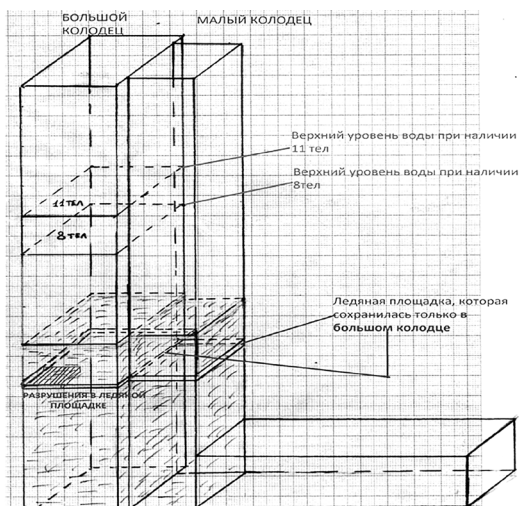 БОЛЬШОЙ
КОЛОДЕЦ
МАЛЫЙ КОЛОДЕЦ
Верхний уровень воды при наличии
11 тел
Верхний уровень воды при наличии
8тел
11 ТЕЛ
8 ТЕЛ
Ледяная площадка, которая
сохранилась только в
большом колодце
РАЗРУШЕНИЯ В ЛЕДЯНОЙ
ПЛОЩАДКЕ